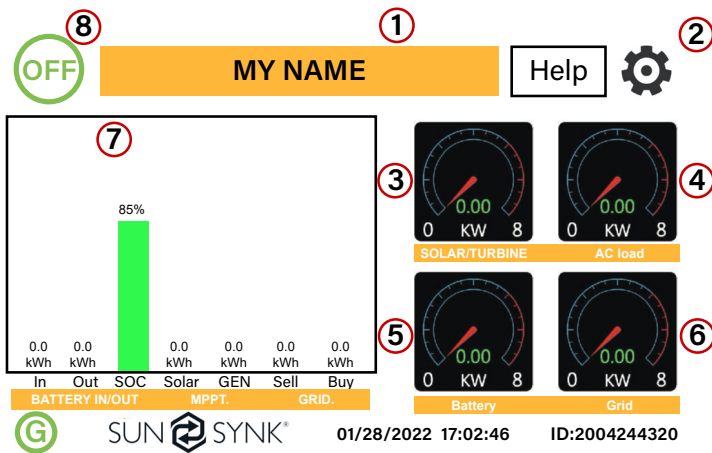 8
1
2
OFF
MY NAME
Help
7
3
0.00
0 KW 8
4
0.00
0 KW 8
SOLAR/TURBINE
AC load
85%
5
0.00
0 KW 8
6
0.00
0 KW 8
Battery
Grid
0.0 0.0 0.0 0.0 0.0 0.0
kWh kWh kWh kWh kWh kWh
In Out SOC Solar GEN Sell Buy
BATTERY IN/OUT MPPT. GRID.
G
SUN SYNK®
01/28/2022 17:02:46
ID:2004244320